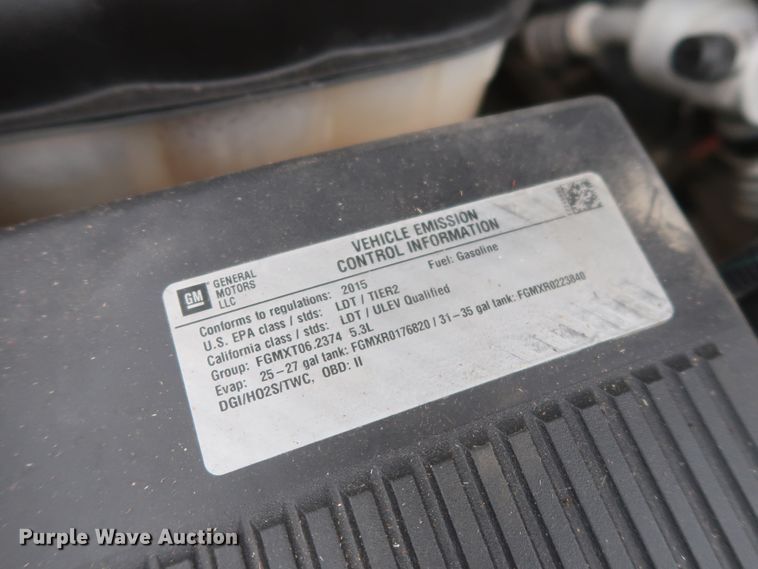 GM
GENERAL
MOTORS
LLC
VEHICLE EMISSION
CONTROL INFORMATION
Conforms to regulations: 2015 Fuel: Gasoline
U.S. EPA class / stds: LDT / TIER2
California class / stds: LDT / ULEV Qualified
Group: FGMXT06.2374 5.3L
Evap: 25-27 gal tank: FGMXR0176820 / 31-35 gal tank: FGMXR0223840
DGI/HO2S/TWC, OBD: II
Purple Wave Auction